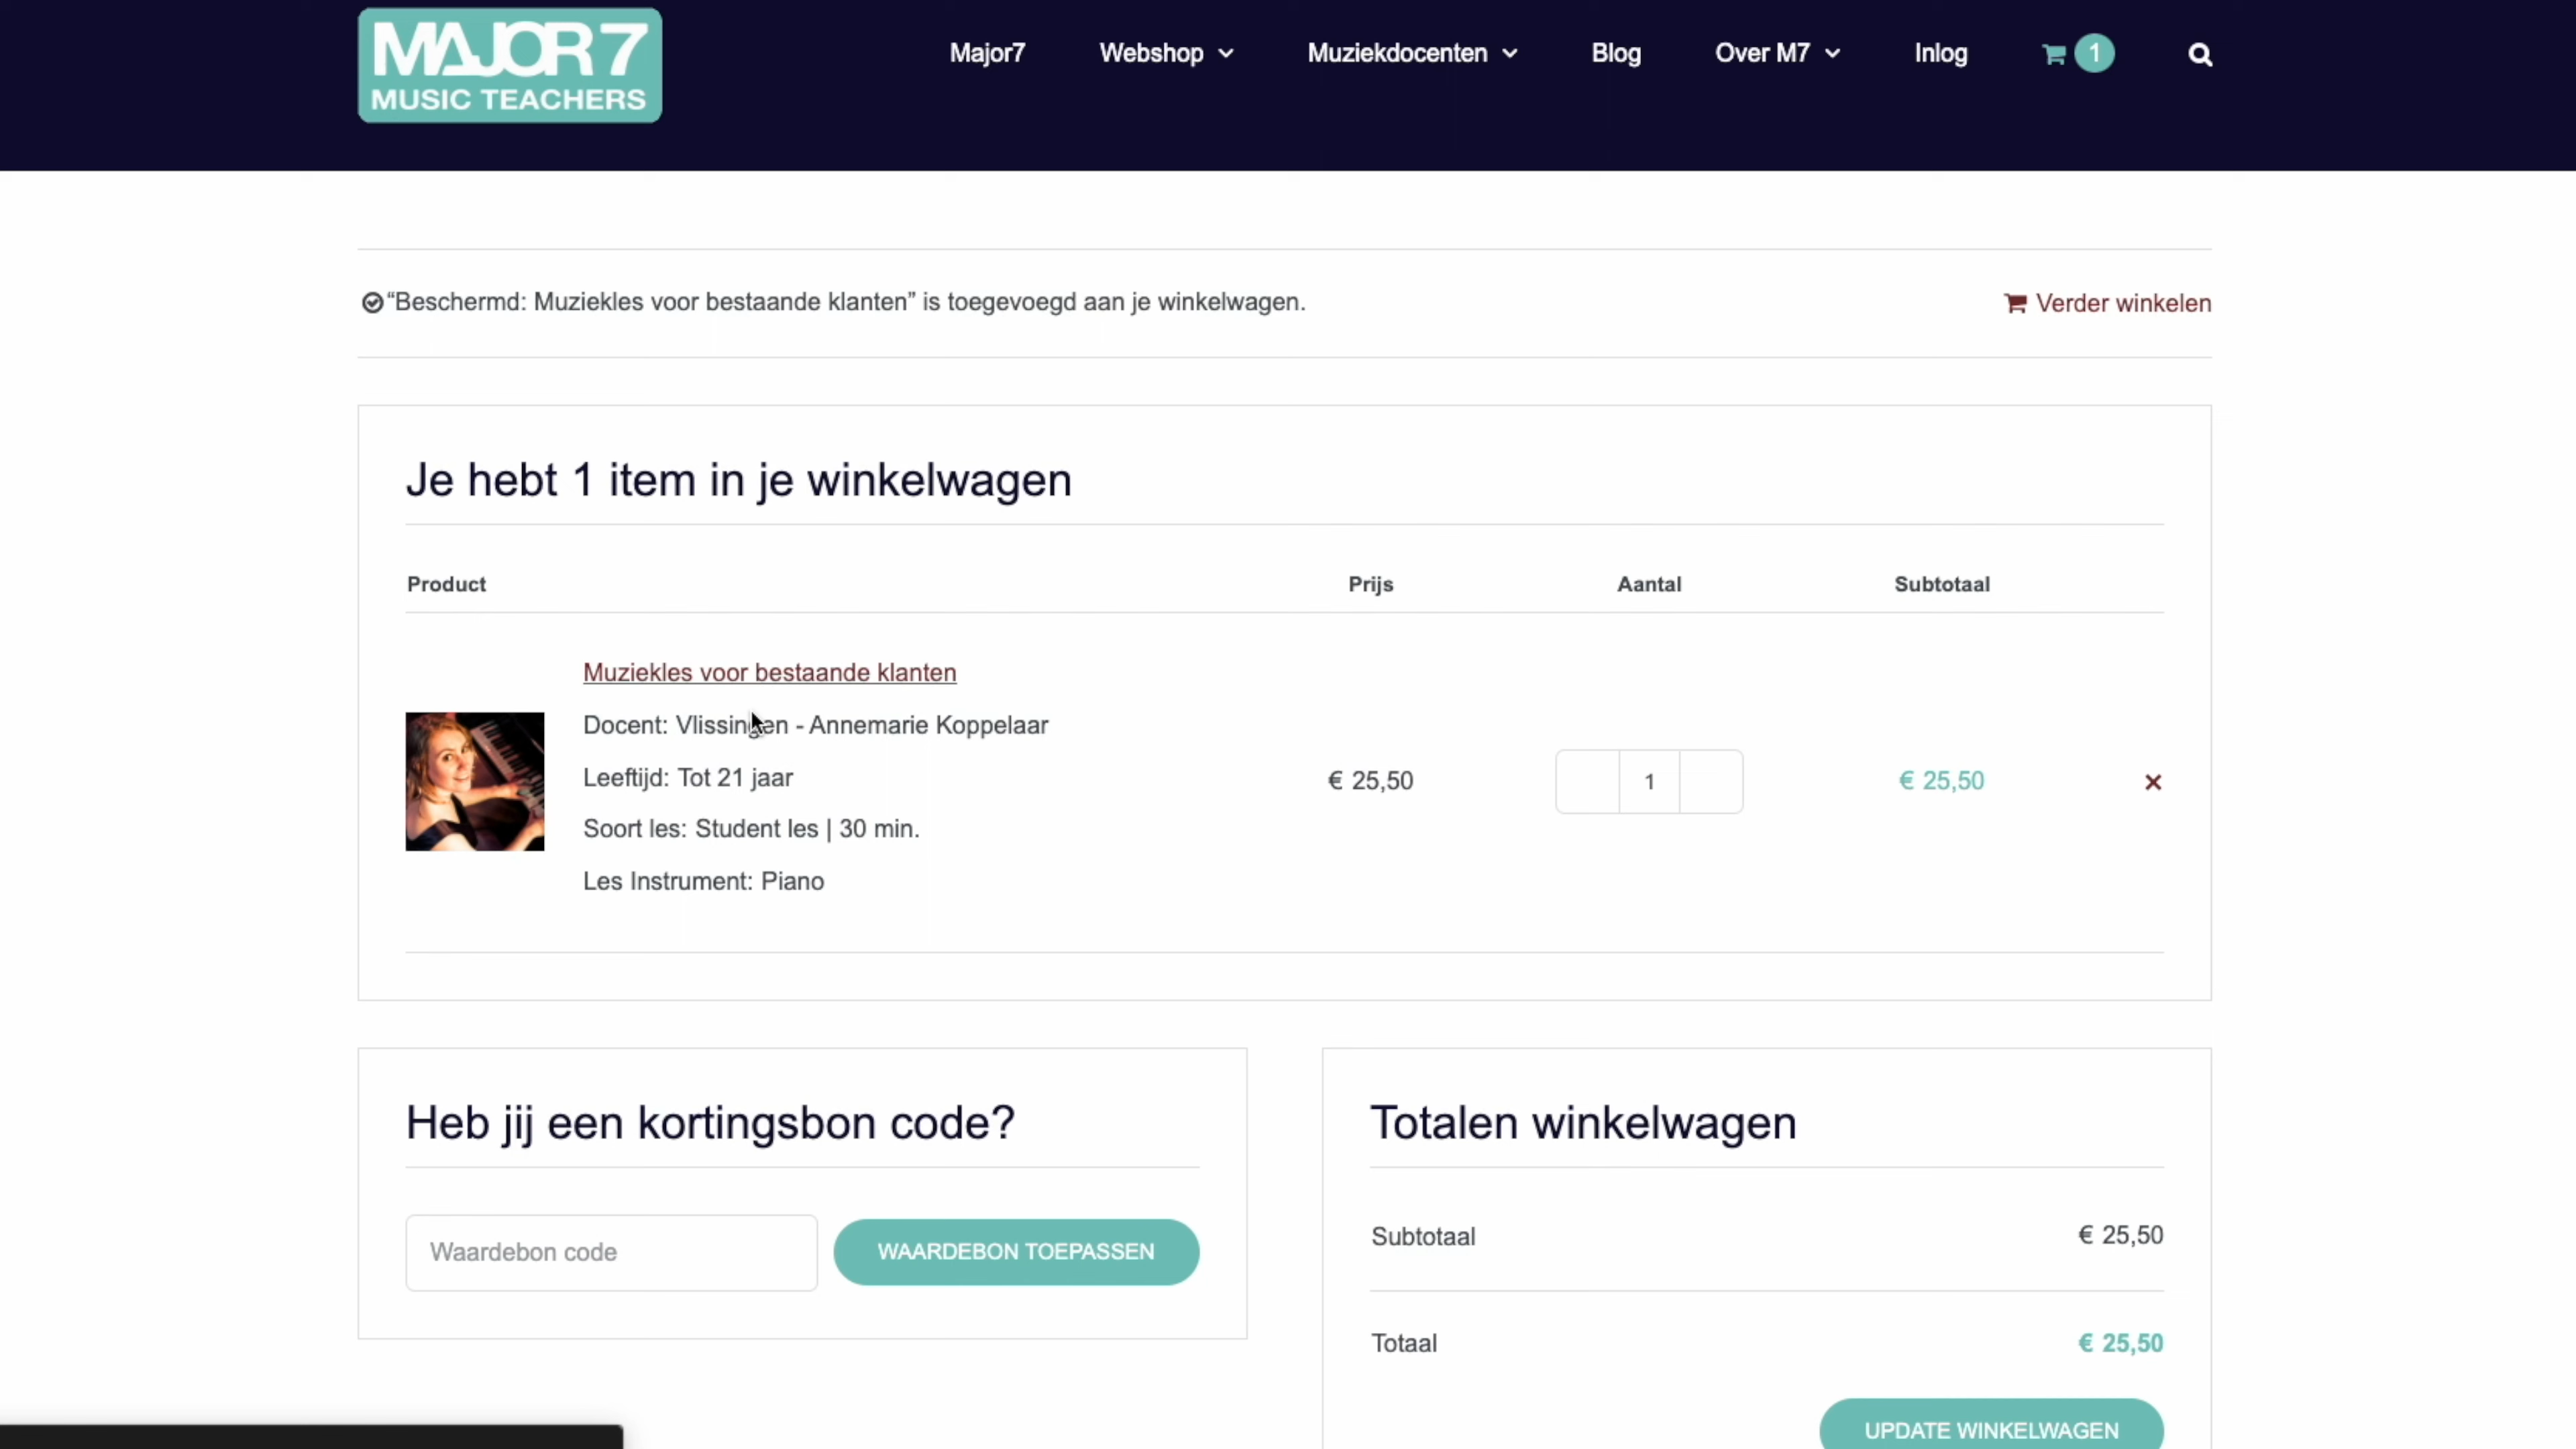 MAJOR 7
MUSIC TEACHERS
Major7 Webshop Muziekdocenten Blog Over M7 Inlog 1
“Beschermd: Muziekles voor bestaande klanten” is toegevoegd aan je winkelwagen. Verder winkelen
Je hebt 1 item in je winkelwagen
Product Prijs Aantal Subtotaal
Muziekles voor bestaande klanten
Docent: Vlissingen - Annemarie Koppelaar
Leeftijd: Tot 21 jaar
€ 25,50 1 € 25,50
Soort les: Student les | 30 min.
Les Instrument: Piano
Heb jij een kortingsbon code?
Waardebon code WAARDEBON TOEPASSEN
Totalen winkelwagen
Subtotaal € 25,50
Totaal € 25,50
UPDATE WINKELWAGEN